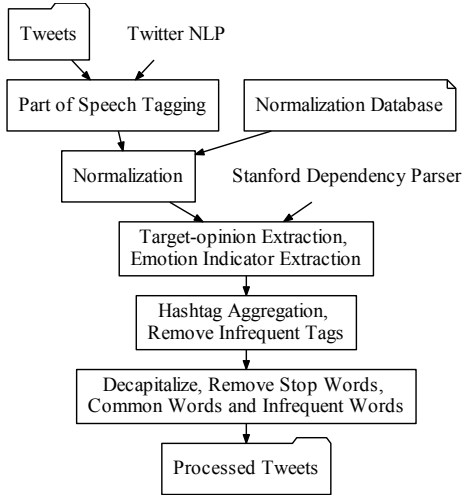 Tweets
Twitter NLP
Part of Speech Tagging
Normalization Database
Normalization
Stanford Dependency Parser
Target-opinion Extraction,
Emotion Indicator Extraction
Hashtag Aggregation,
Remove Infrequent Tags
Decapitalize, Remove Stop Words,
Common Words and Infrequent Words
Processed Tweets